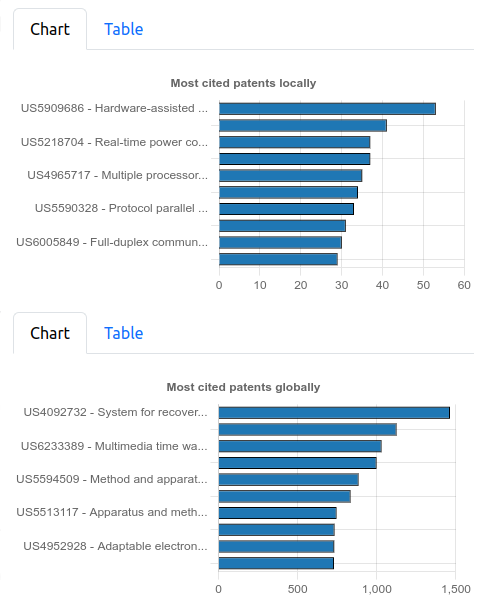 Chart Table
Most cited patents locally
US5909686 - Hardware-assisted ...
US5218704 - Real-time power co...
US4965717 - Multiple processor...
US5590328 - Protocol parallel ...
US6005849 - Full-duplex commun...
0 10 20 30 40 50 60
Chart Table
Most cited patents globally
US4092732 - System for recover...
US6233389 - Multimedia time wa...
US5594509 - Method and apparat...
US5513117 - Apparatus and meth...
US4952928 - Adaptable electron...
0 500 1,000 1,500